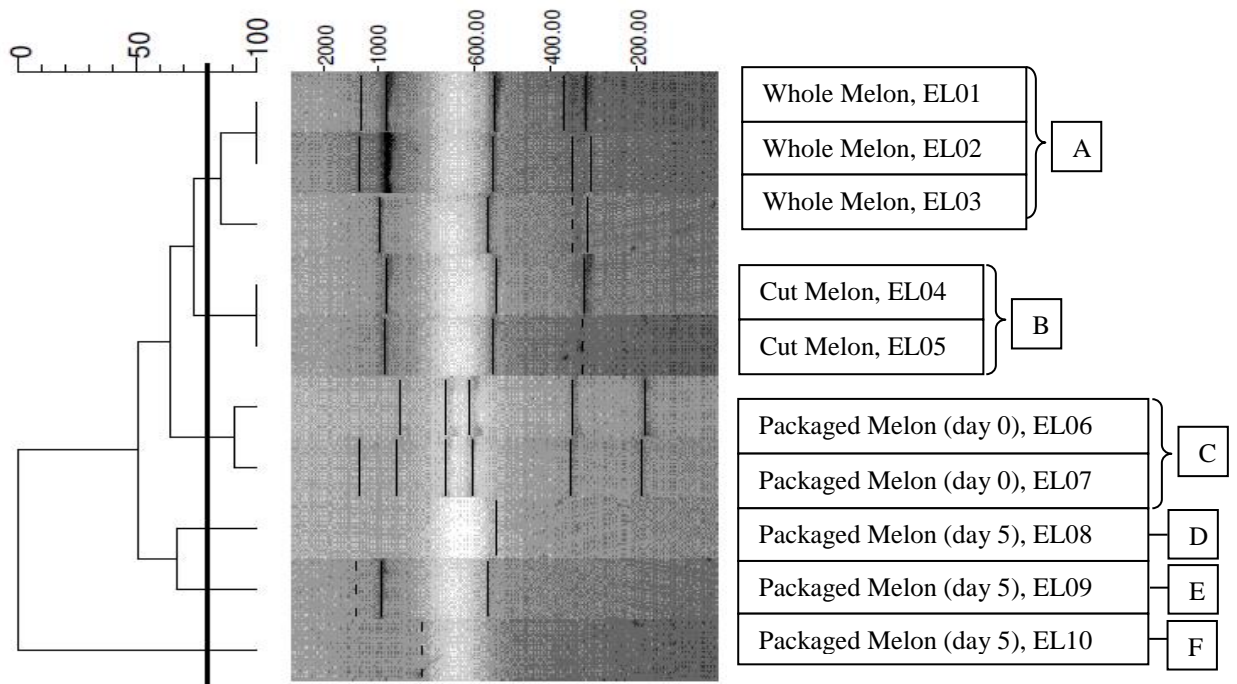 0 50 100
2000 1000 600.00 400.00 200.00
Whole Melon, EL01
Whole Melon, EL02
Whole Melon, EL03
A
Cut Melon, EL04
Cut Melon, EL05
B
Packaged Melon (day 0), EL06
Packaged Melon (day 0), EL07
C
Packaged Melon (day 5), EL08
D
Packaged Melon (day 5), EL09
E
Packaged Melon (day 5), EL10
F